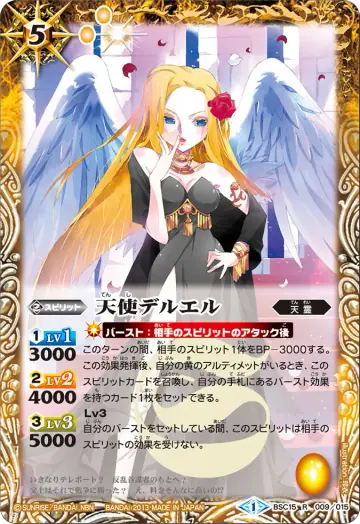 5
スピリット
天使デルエル
てんし
天霊
てんれい
1 LV1
3000
2 LV2
4000
3 LV3
5000
バースト：相手のスピリットのアタック後
このターンの間、相手のスピリット1体をBP−3000する。
この効果発揮後、自分の黄のアルティメットがいるとき、この
スピリットカードを召喚し、自分の手札にあるバースト効果
を持つカード1枚をセットできる。
Lv3
自分のバーストをセットしている間、このスピリットは相手の
スピリットの効果を受けない。
いきなりテレポート？
©SUNRISE/BANDAI,NBN
BANDAI 2013 MADE IN JAPAN
1
BSC15 R 009/015